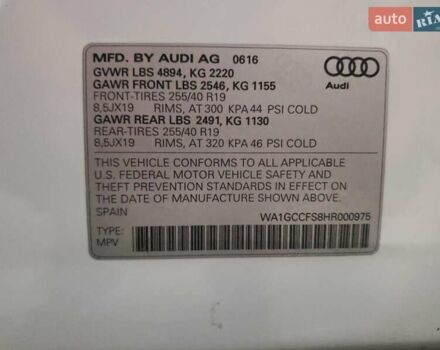 auto RIA
MFD. BY AUDI AG 0616
GVWR LBS 4894, KG 2220
GAWR FRONT LBS 2546, KG 1155
FRONT-TIRES 255/40 R19
8,5JX19 RIMS, AT 300 KPA 44 PSI COLD
GAWR REAR LBS 2491, KG 1130
REAR-TIRES 255/40 R19
8,5JX19 RIMS, AT 320 KPA 46 PSI COLD
Audi
THIS VEHICLE CONFORMS TO ALL APPLICABLE
U.S. FEDERAL MOTOR VEHICLE SAFETY AND
THEFT PREVENTION STANDARDS IN EFFECT ON
THE DATE OF MANUFACTURE SHOWN ABOVE.
SPAIN
WA1GCCFS8HR000975
TYPE:
MPV